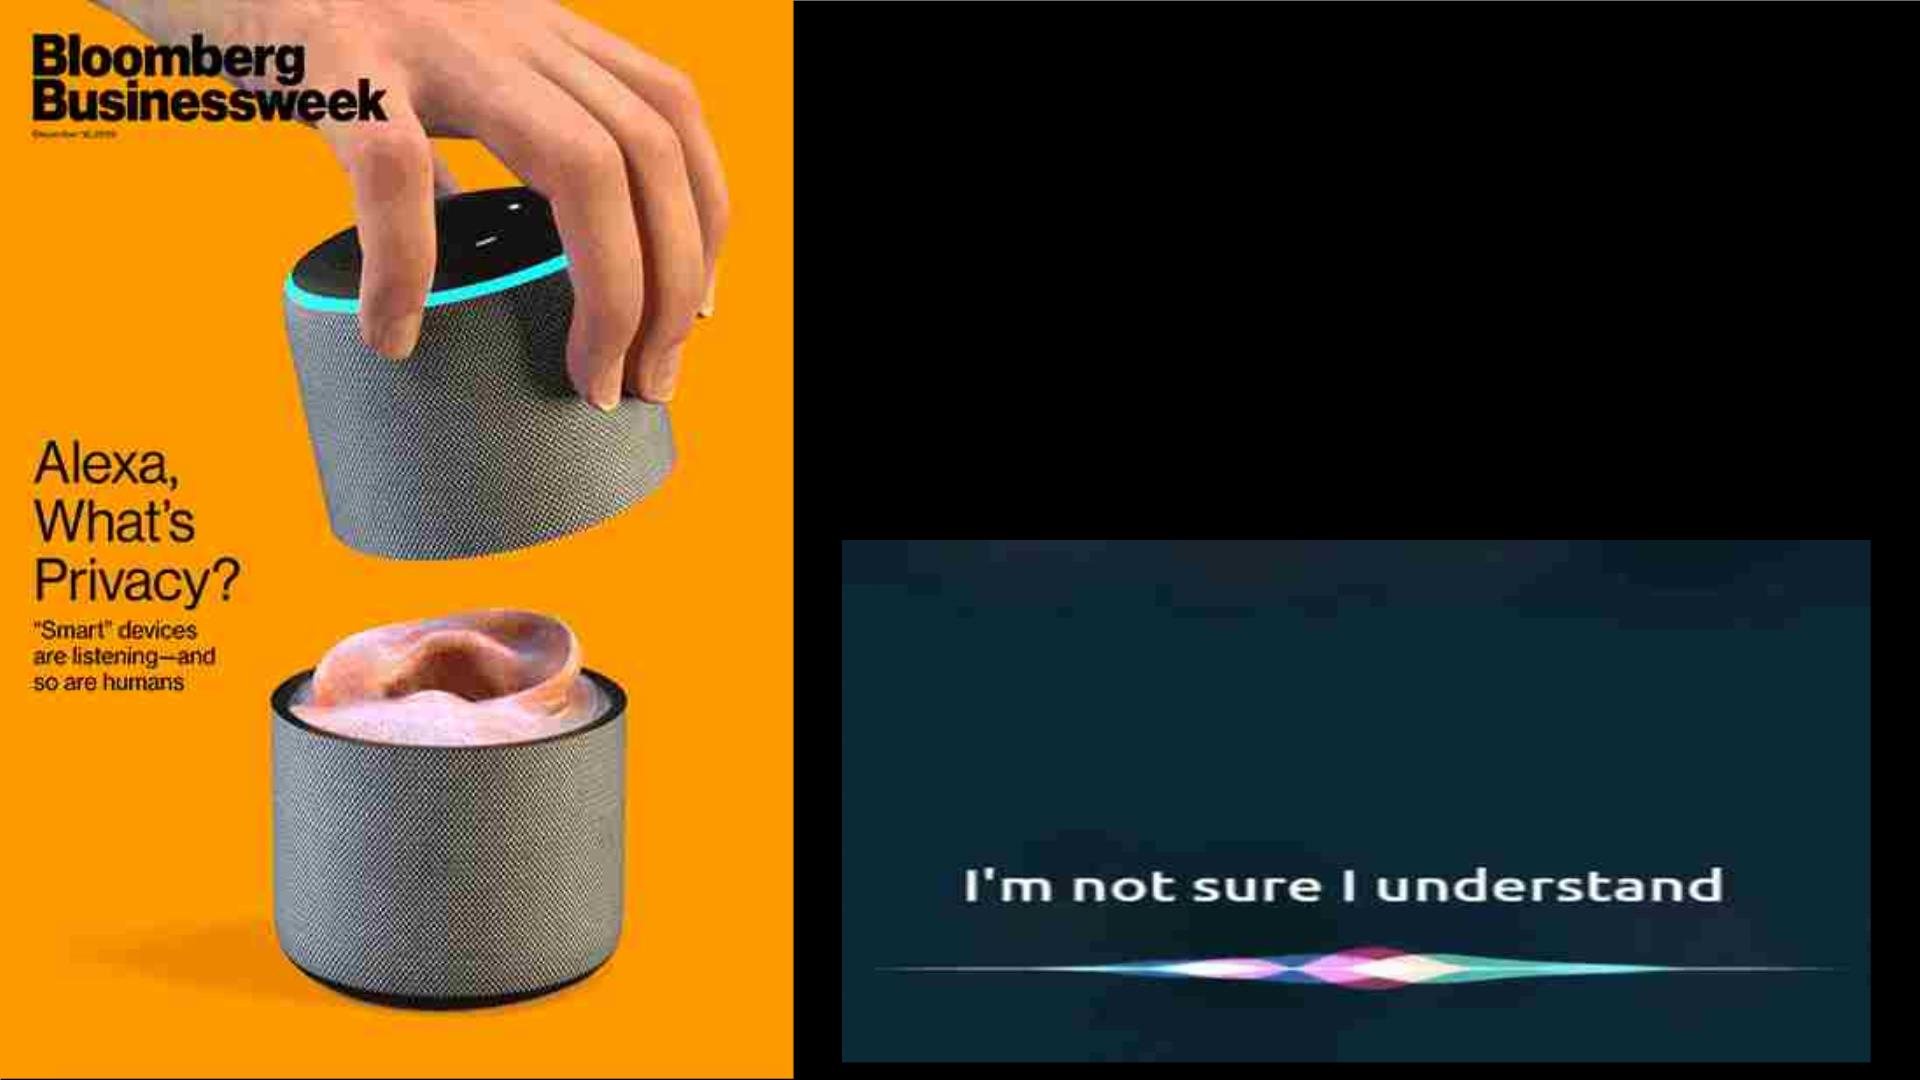 Bloomberg
Businessweek
Alexa,
What's
Privacy?
“Smart” devices
are listening—and
so are humans
I'm not sure I understand